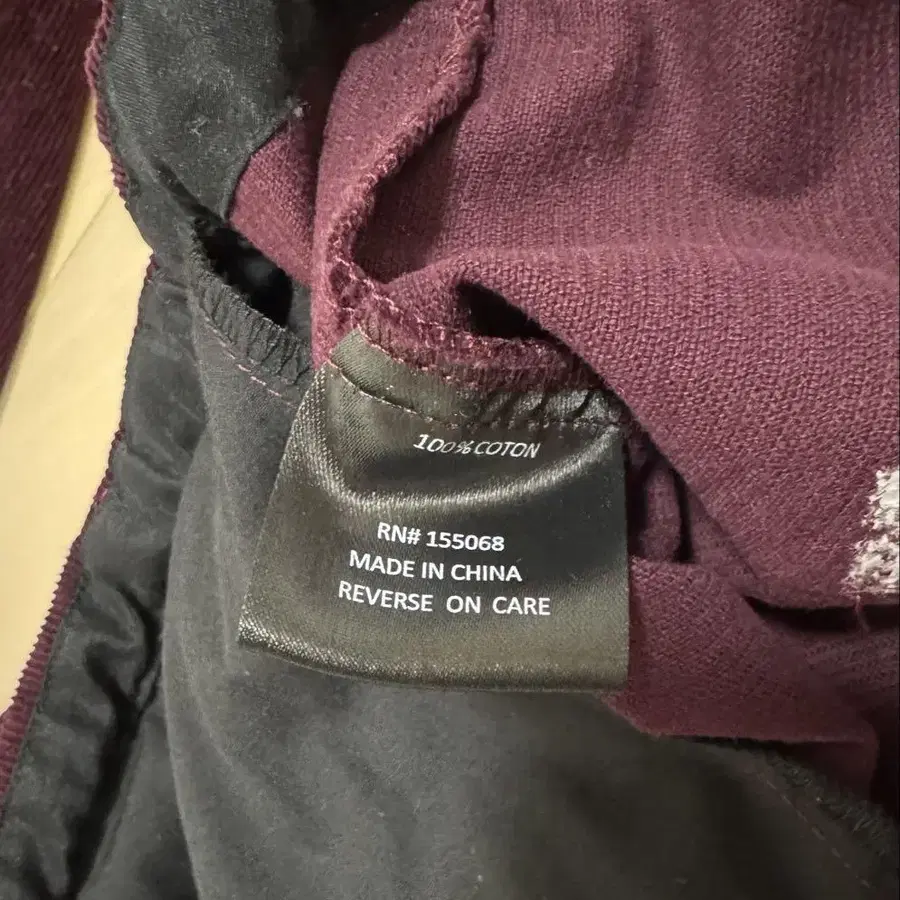 100% COTON
RN# 155068
MADE IN CHINA
REVERSE ON CARE